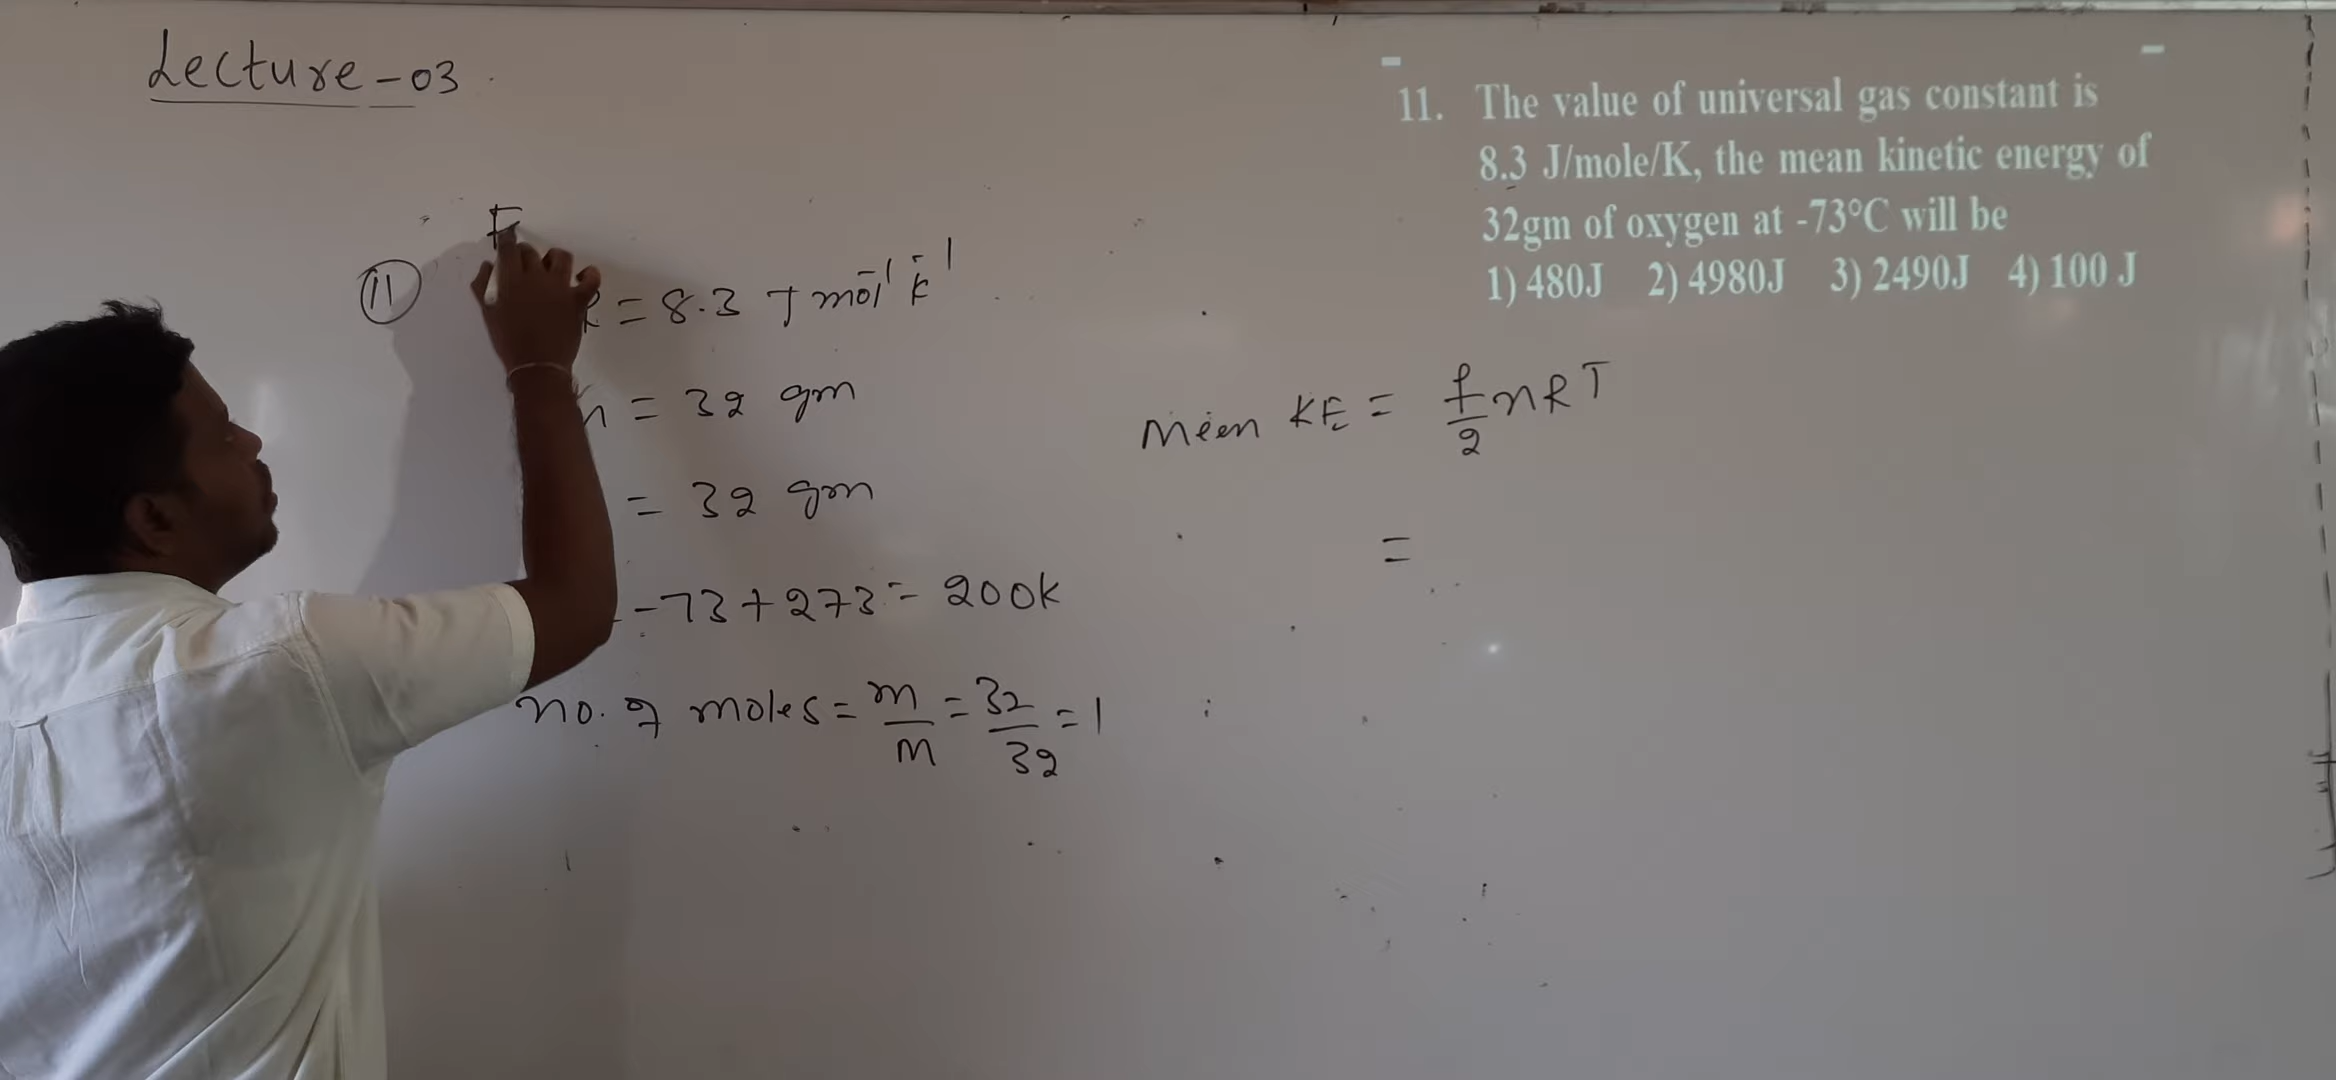 Lecture-03
11. The value of universal gas constant is
8.3 J/mole/K, the mean kinetic energy of
32gm of oxygen at -73°C will be
1) 480J 2) 4980J 3) 2490J 4) 100 J
F
11
R = 8.3 J mol⁻¹ k⁻¹
= 32 gm
= 32 gm
-73 + 273 = 200k
no. of moles = m/M = 32/32 = 1
Mean KE = f/2 nRT
=